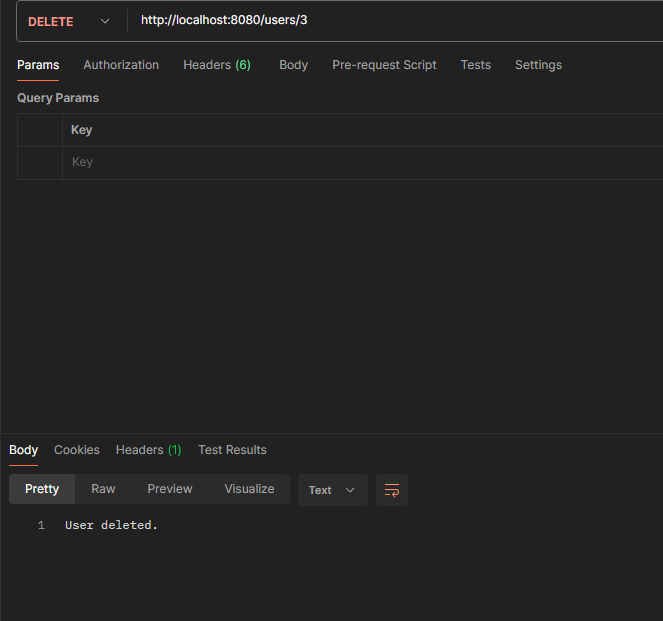 DELETE http://localhost:8080/users/3
Params Authorization Headers (6) Body Pre-request Script Tests Settings
Query Params
Key
Key
Body Cookies Headers (1) Test Results
Pretty Raw Preview Visualize Text
1 User deleted.